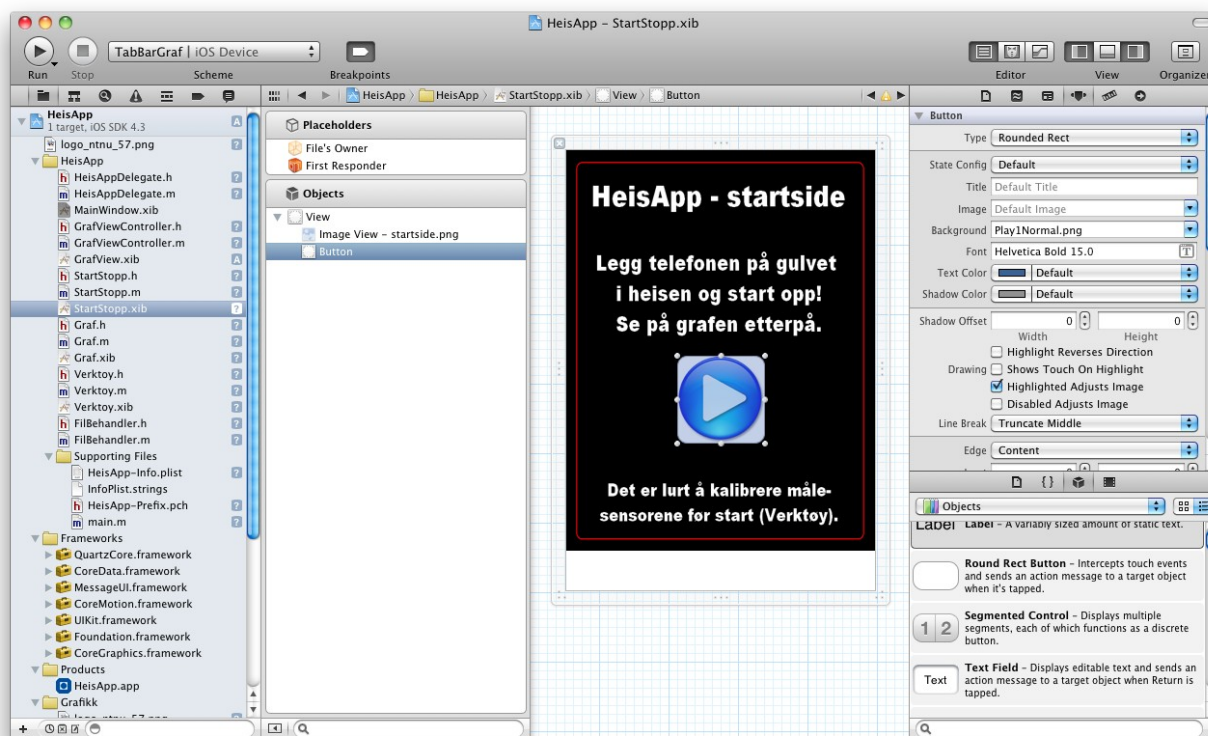 HeisApp – StartStopp.xib
TabBarGraf | iOS Device
Run
Stop
Scheme
Breakpoints
Editor
View
Organizer
HeisApp
HeisApp
StartStopp.xib
View
Button
HeisApp
1 target, iOS SDK 4.3
A
logo_ntnu_57.png
?
HeisApp
h HeisAppDelegate.h ?
m HeisAppDelegate.m ?
MainWindow.xib
h GrafViewController.h ?
m GrafViewController.m ?
GrafView.xib A
h StartStopp.h ?
m StartStopp.m ?
StartStopp.xib ?
h Graf.h ?
m Graf.m ?
Graf.xib ?
h Verktoy.h ?
m Verktoy.m ?
Verktoy.xib ?
h FilBehandler.h ?
m FilBehandler.m ?
Supporting Files
HeisApp-Info.plist ?
InfoPlist.strings
h HeisApp-Prefix.pch ?
m main.m ?
Frameworks
QuartzCore.framework
CoreData.framework
MessageUI.framework
CoreMotion.framework
UIKit.framework
Foundation.framework
CoreGraphics.framework
Products
HeisApp.app
Grafikk
logo_ntnu_57.png
Placeholders
File's Owner
First Responder
Objects
View
Image View – startside.png
Button
HeisApp - startside
Legg telefonen på gulvet
i heisen og start opp!
Se på grafen etterpå.
Det er lurt å kalibrere måle-
sensorene før start (Verktøy).
Button
Type Rounded Rect
State Config Default
Title Default Title
Image Default Image
Background Play1Normal.png
Font Helvetica Bold 15.0 T
Text Color Default
Shadow Color Default
Shadow Offset 0 0
Width Height
Highlight Reverses Direction
Drawing Shows Touch On Highlight
Highlighted Adjusts Image
Disabled Adjusts Image
Line Break Truncate Middle
Edge Content
{}
Objects
Label Label – A variably sized amount of static text.
Round Rect Button – Intercepts touch events
and sends an action message to a target object
when it's tapped.
1 2
Segmented Control – Displays multiple
segments, each of which functions as a discrete
button.
Text
Text Field – Displays editable text and sends an
action message to a target object when Return is
tapped.